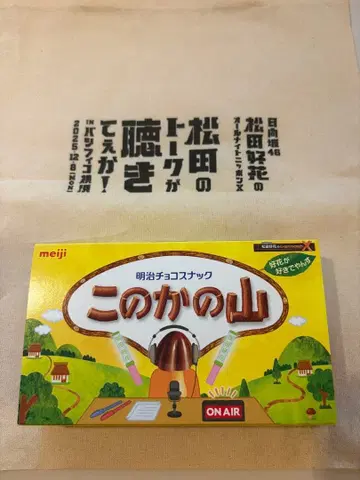 日向坂46
松田好花の
オールナイトニッポンX
松田の
トークが
聴き
てぇか!
IN パシフィコ横浜
2025.12.8(MON)
meiji
X
明治チョコスナック
好花が
好きでやんす
このかの山
ON AIR